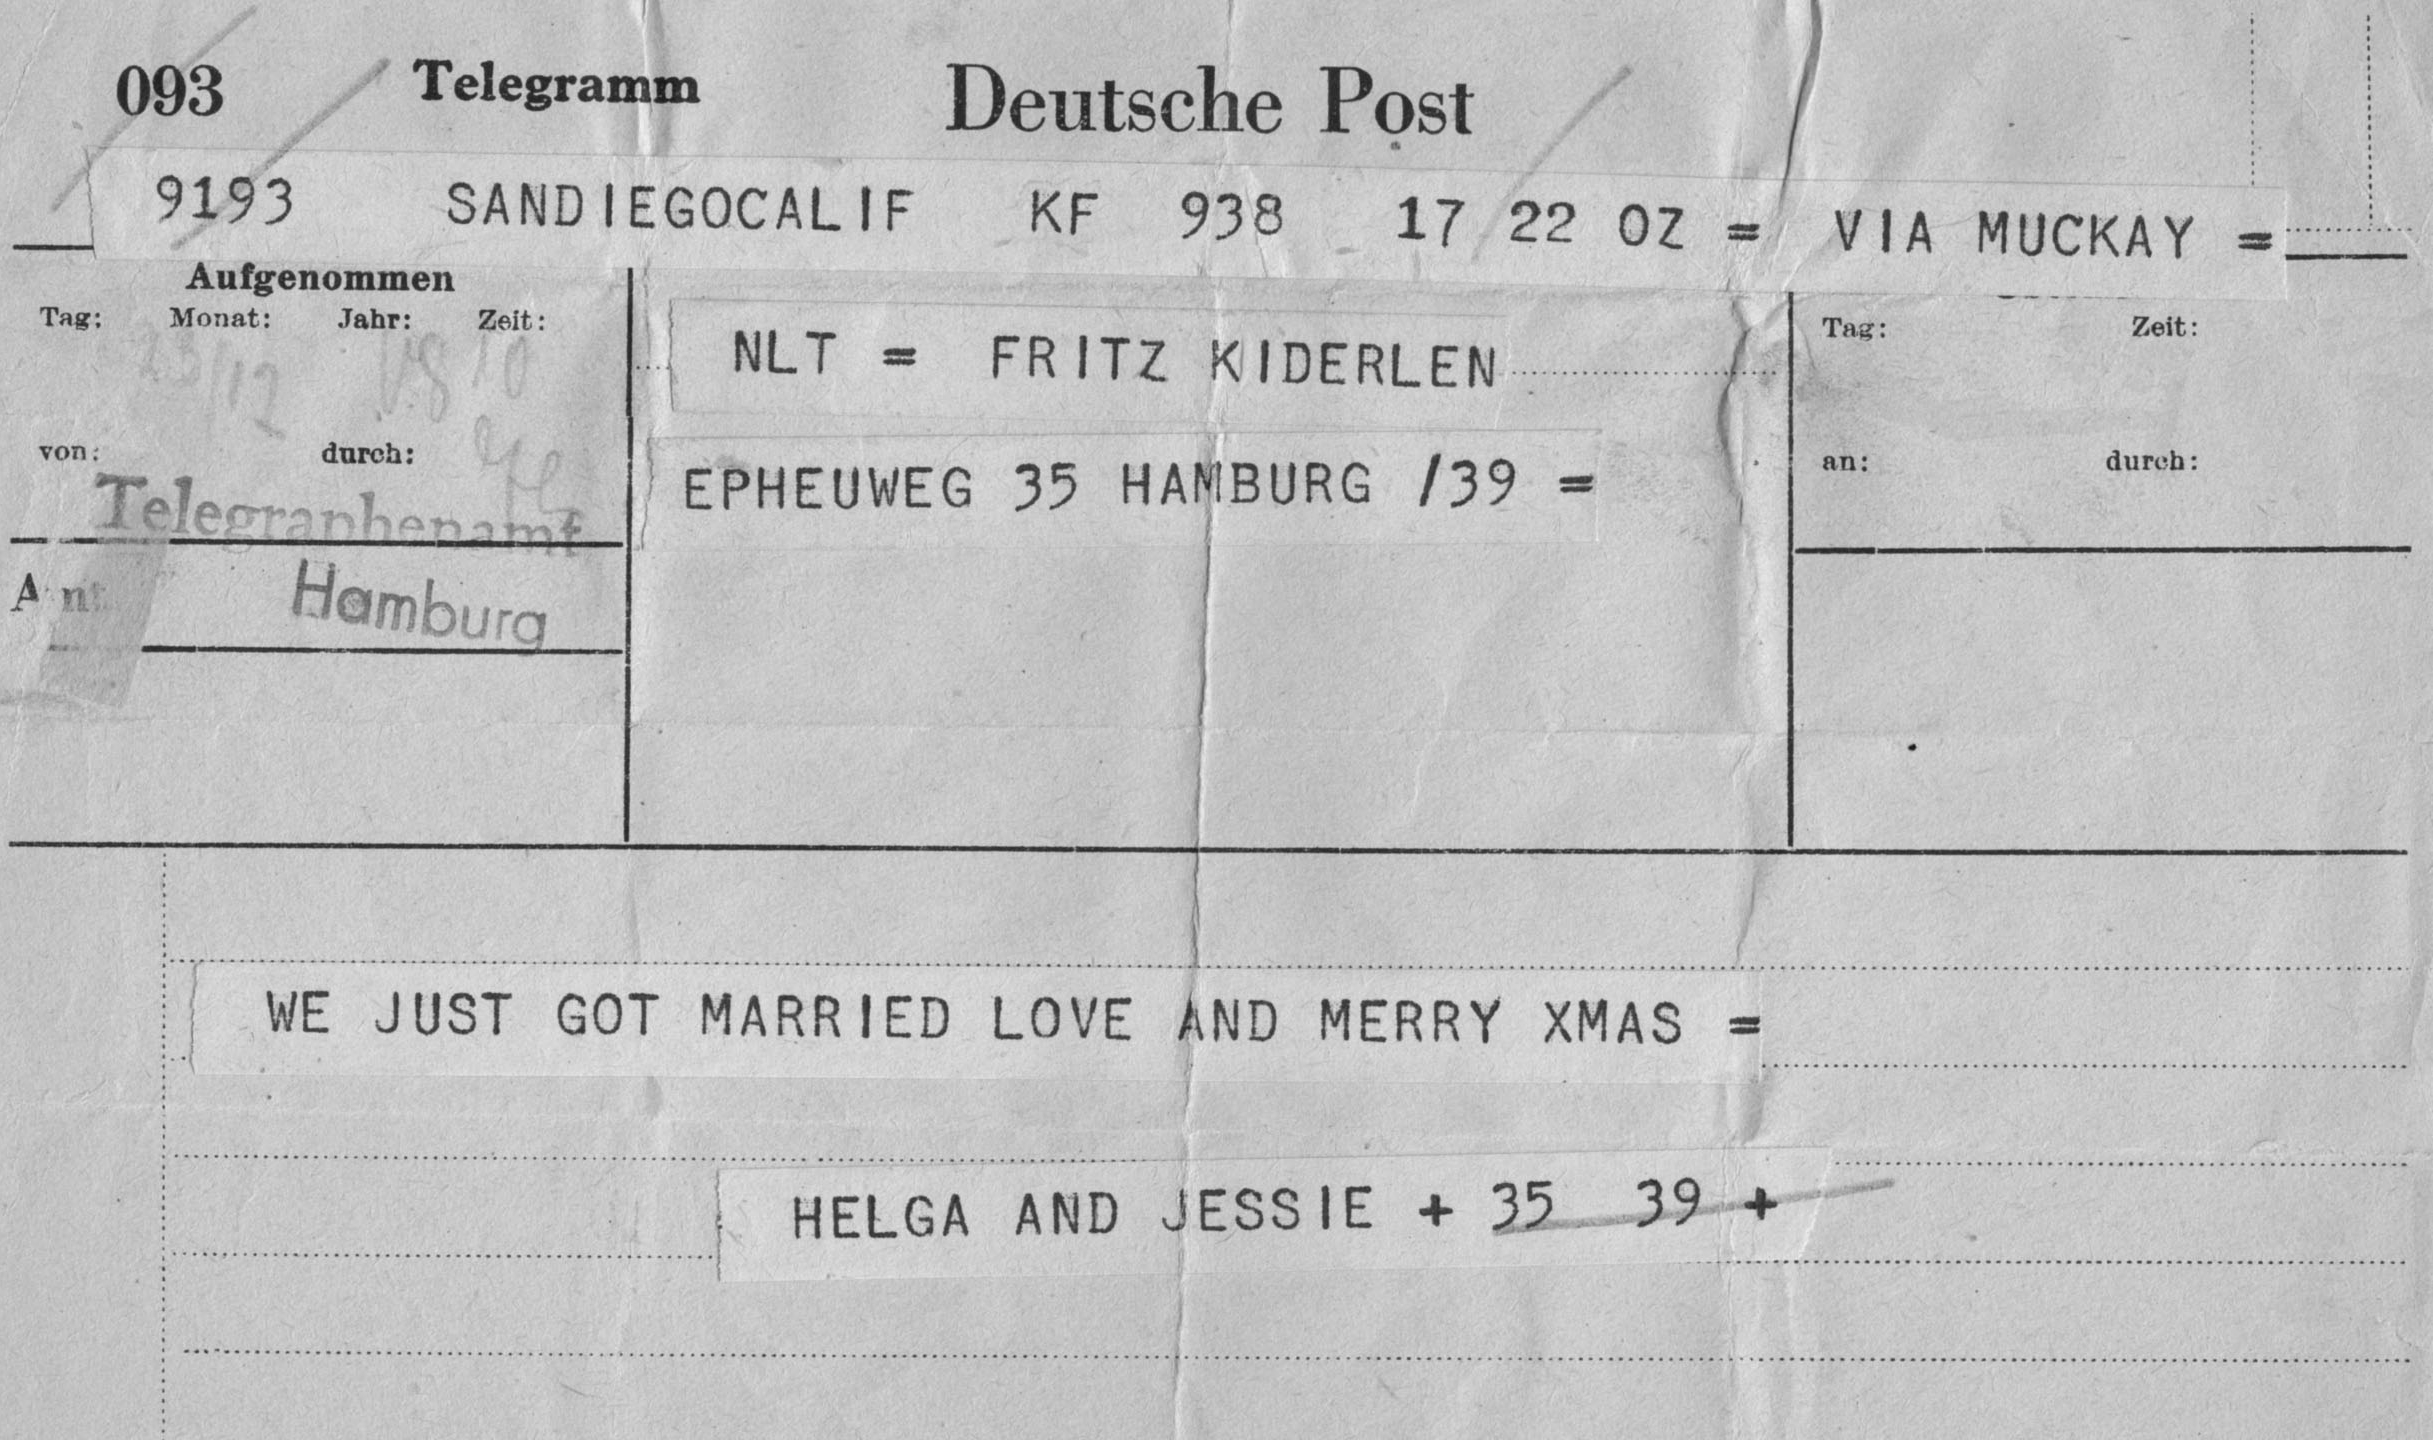 093 Telegramm Deutsche Post
9193 SANDIEGOCALIF KF 938 17 22 OZ = VIA MUCKAY =
Aufgenommen
Tag: Monat: Jahr: Zeit:
23/12
von: durch:
Telegraphenamt
Hamburg
NLT = FRITZ KIDERLEN
EPHEUWEG 35 HAMBURG /39 =
Tag: Zeit:
an: durch:
WE JUST GOT MARRIED LOVE AND MERRY XMAS =
HELGA AND JESSIE + 35 39 +